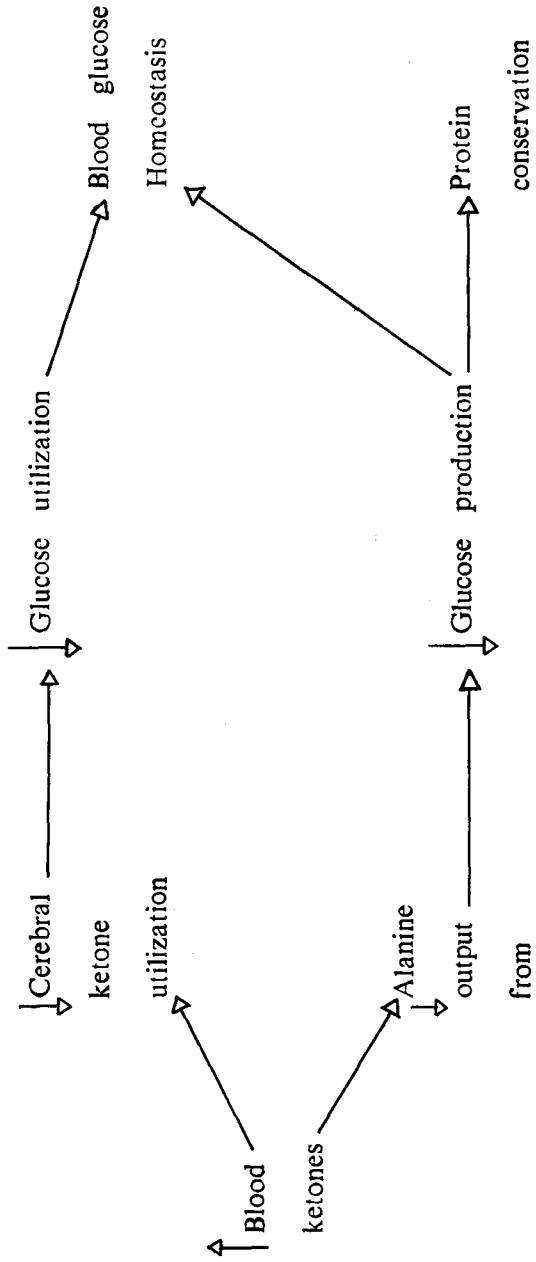 Cerebral
ketone
utilization
Glucose utilization
Blood glucose
Homcostasis
Blood
ketones
Alanine
output
from
Glucose production
Protein
conservation